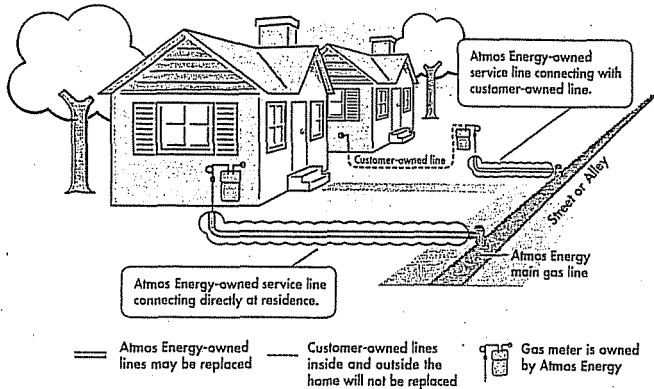 Atmos Energy-owned
service line connecting with
customer-owned line.
Customer-owned line
Street or Alley
Atmos Energy
main gas line
Atmos Energy-owned service line
connecting directly at residence.
Atmos Energy-owned
lines may be replaced
Customer-owned lines
inside and outside the
home will not be replaced
Gas meter is owned
by Atmos Energy